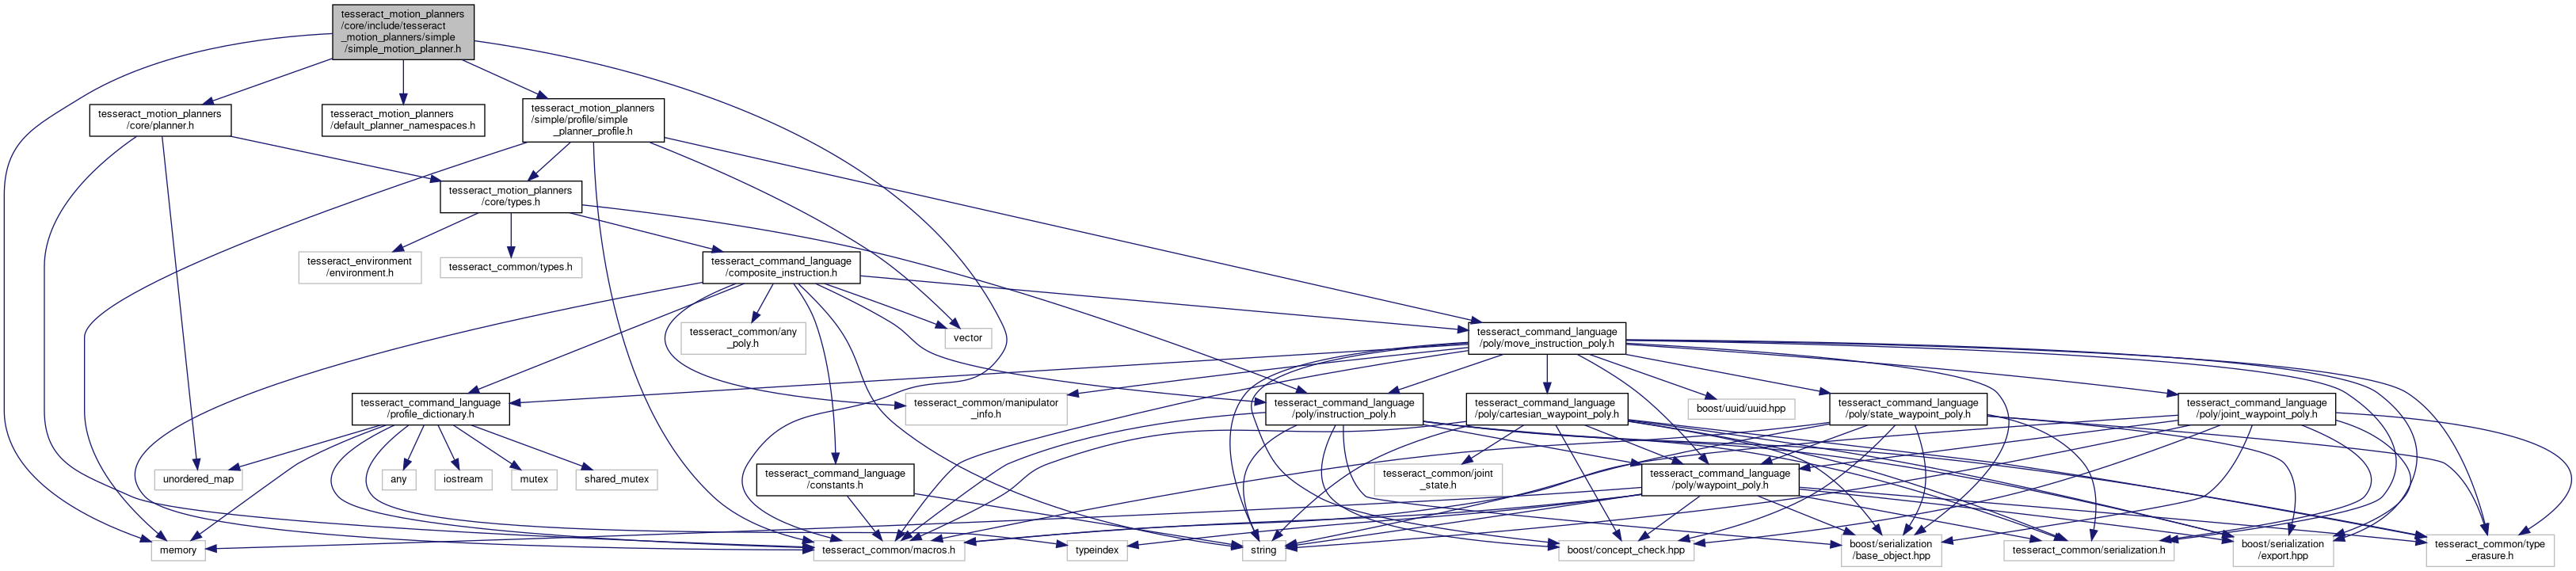 tesseract_motion_planners
/core/include/tesseract
_motion_planners/simple
/simple_motion_planner.h
tesseract_motion_planners
/core/planner.h
tesseract_motion_planners
/default_planner_namespaces.h
tesseract_motion_planners
/simple/profile/simple
_planner_profile.h
tesseract_motion_planners
/core/types.h
tesseract_environment
/environment.h
tesseract_common/types.h
tesseract_command_language
/composite_instruction.h
tesseract_common/any
_poly.h
vector
tesseract_command_language
/poly/move_instruction_poly.h
tesseract_command_language
/profile_dictionary.h
tesseract_common/manipulator
_info.h
tesseract_command_language
/poly/instruction_poly.h
tesseract_command_language
/poly/cartesian_waypoint_poly.h
boost/uuid/uuid.hpp
tesseract_command_language
/poly/state_waypoint_poly.h
tesseract_command_language
/poly/joint_waypoint_poly.h
unordered_map
any
iostream
mutex
shared_mutex
tesseract_command_language
/constants.h
tesseract_common/joint
_state.h
tesseract_command_language
/poly/waypoint_poly.h
memory
tesseract_common/macros.h
typeindex
string
boost/concept_check.hpp
boost/serialization
/base_object.hpp
tesseract_common/serialization.h
boost/serialization
/export.hpp
tesseract_common/type
_erasure.h